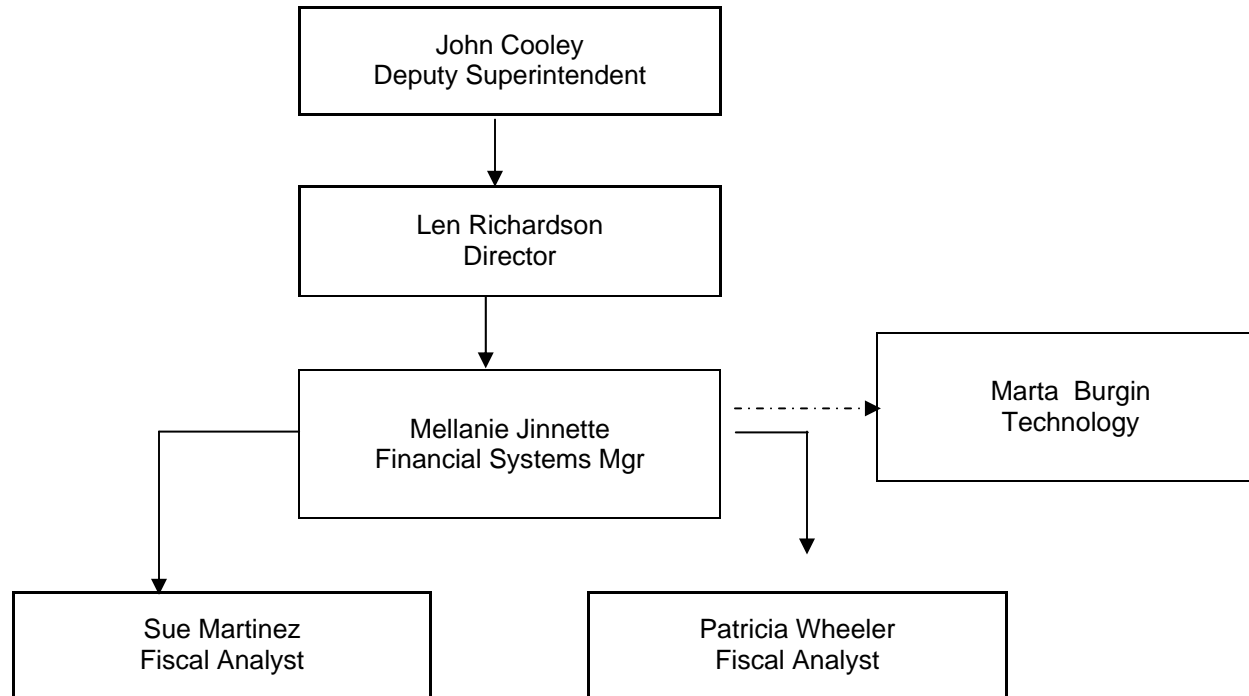 John Cooley
Deputy Superintendent
Len Richardson
Director
Mellanie Jinnette
Financial Systems Mgr
Marta Burgin
Technology
Sue Martinez
Fiscal Analyst
Patricia Wheeler
Fiscal Analyst